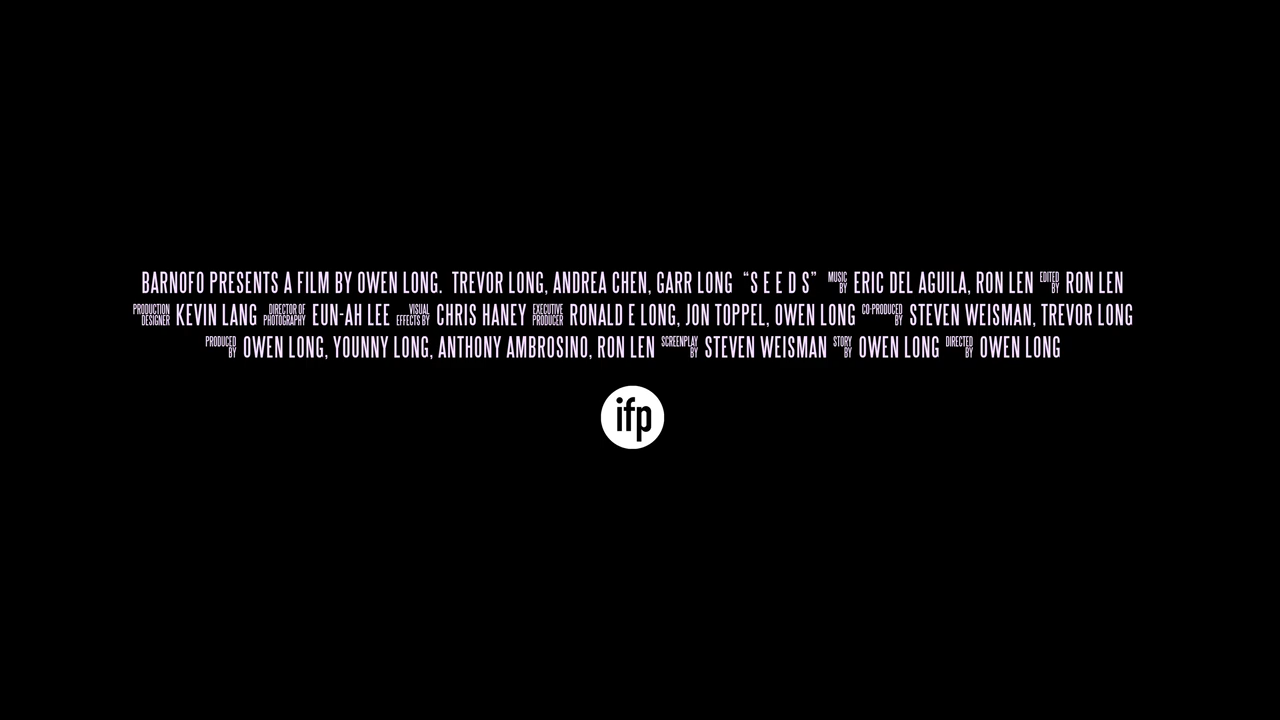 BARNOFO PRESENTS A FILM BY OWEN LONG. TREVOR LONG, ANDREA CHEN, GARR LONG “S E E D S” MUSIC BY ERIC DEL AGUILA, RON LEN EDITED BY RON LEN
PRODUCTION DESIGNER KEVIN LANG DIRECTOR OF PHOTOGRAPHY EUN-AH LEE VISUAL EFFECTS BY CHRIS HANEY EXECUTIVE PRODUCER RONALD E LONG, JON TOPPEL, OWEN LONG CO-PRODUCED BY STEVEN WEISMAN, TREVOR LONG
PRODUCED BY OWEN LONG, YOUNNY LONG, ANTHONY AMBROSINO, RON LEN SCREENPLAY BY STEVEN WEISMAN STORY BY OWEN LONG DIRECTED BY OWEN LONG
ifp